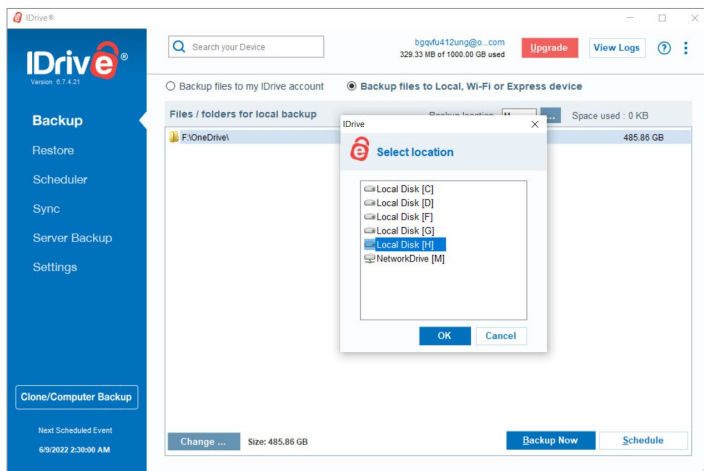 IDrive®
IDrive®
Version 6.7.4.21
Search your Device
bgqvfu412ung@o...com
329.33 MB of 1000.00 GB used
Upgrade
View Logs
?
Backup files to my IDrive account
Backup files to Local, Wi-Fi or Express device
Backup
Restore
Scheduler
Sync
Server Backup
Settings
Files / folders for local backup
Backup location M
...
Space used : 0 KB
F:\OneDrive\
485.86 GB
IDrive
Select location
Local Disk [C]
Local Disk [D]
Local Disk [F]
Local Disk [G]
Local Disk [H]
NetworkDrive [M]
OK
Cancel
Clone/Computer Backup
Next Scheduled Event
6/9/2022 2:30:00 AM
Change ...
Size: 485.86 GB
Backup Now
Schedule